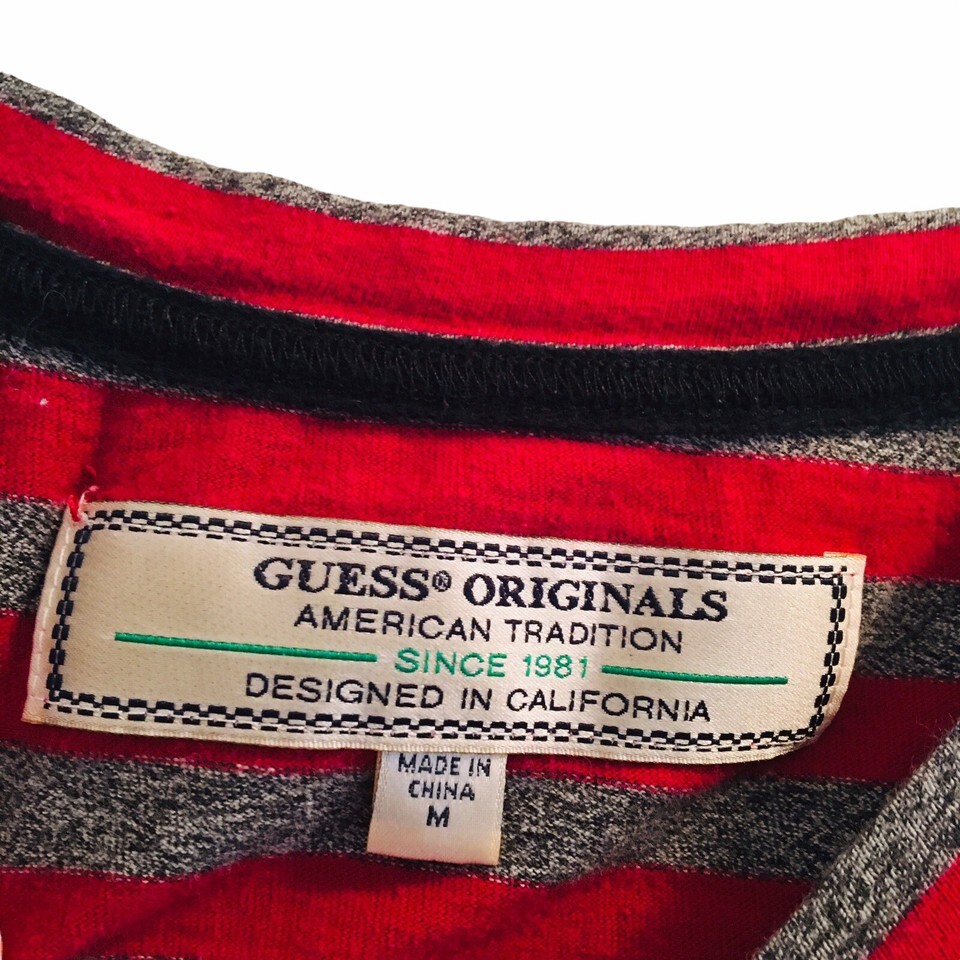 GUESS® ORIGINALS
AMERICAN TRADITION
SINCE 1981
DESIGNED IN CALIFORNIA
MADE IN
CHINA
M